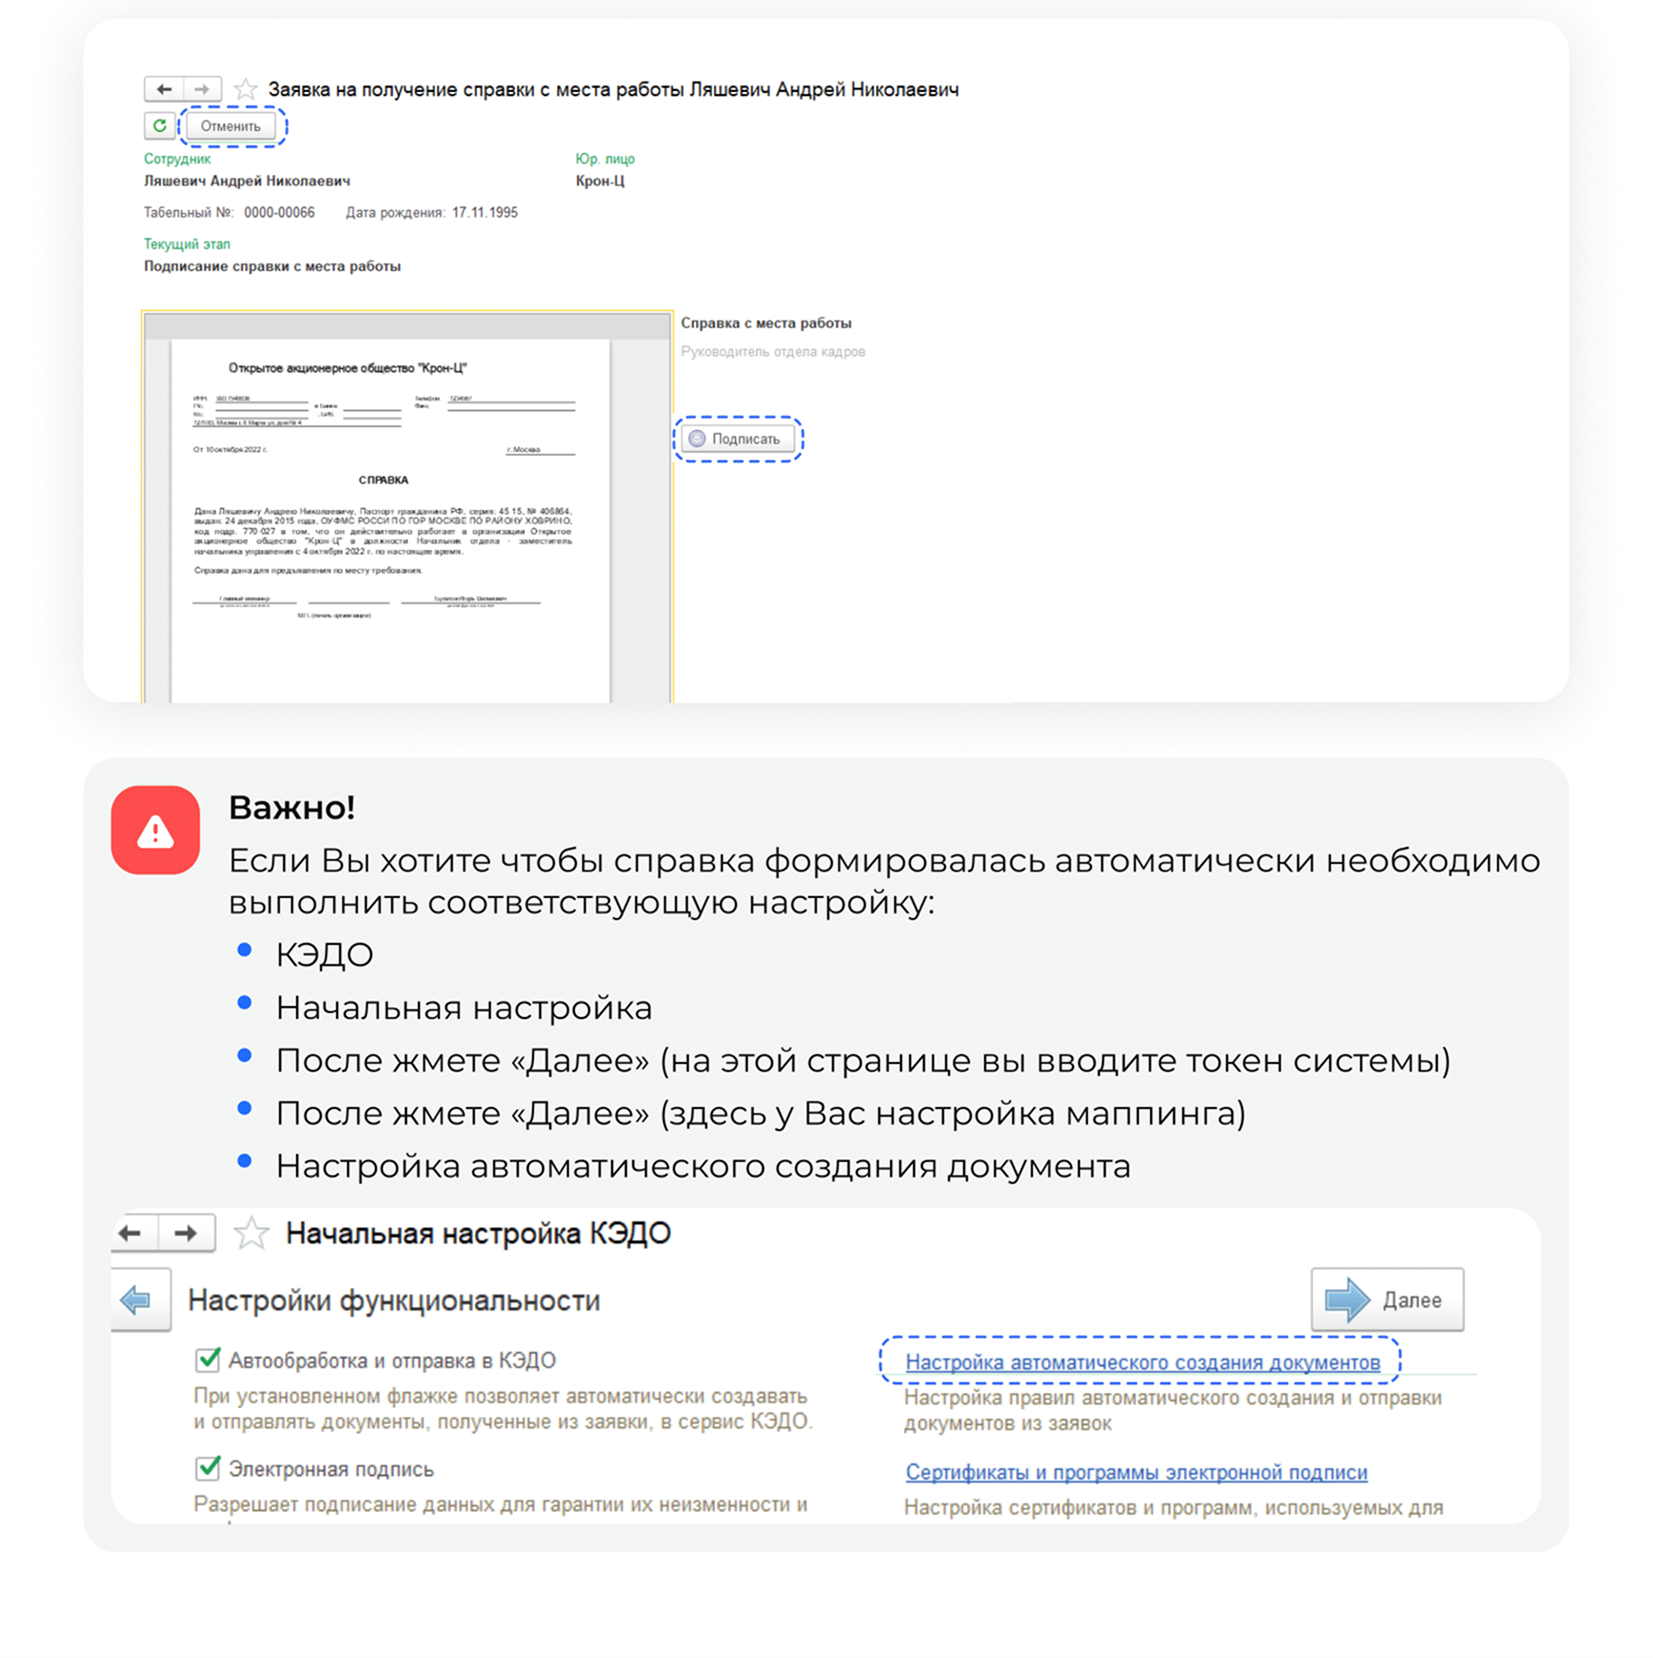 Заявка на получение справки с места работы Ляшевич Андрей Николаевич
Отменить
Сотрудник
Юр. лицо
Ляшевич Андрей Николаевич
Крон-Ц
Табельный №: 0000-00066 Дата рождения: 17.11.1995
Текущий этап
Подписание справки с места работы
Справка с места работы
Руководитель отдела кадров
Подписать
Открытое акционерное общество "Крон-Ц"
ИНН:
Телефон: 1234567
Факс:
От 10 октября 2022 г.
г. Москва
СПРАВКА
Дана Ляшевичу Андрею Николаевичу, Паспорт гражданина РФ, серия: 45 15, № 406864,
выдан: 24 декабря 2015 года, ОУФМС РОССИ ПО ГОР МОСКВЕ ПО РАЙОНУ ХОВРИНО,
код подр. 770-027 в том, что он действительно работает в организации Открытое
акционерное общество "Крон-Ц" в должности Начальник отдела - заместитель
начальника управления с 4 октября 2022 г. по настоящее время.
Справка дана для предъявления по месту требования.
Главный инженер
Важно!
Если Вы хотите чтобы справка формировалась автоматически необходимо
выполнить соответствующую настройку:
• КЭДО
• Начальная настройка
• После жмете «Далее» (на этой странице вы вводите токен системы)
• После жмете «Далее» (здесь у Вас настройка маппинга)
• Настройка автоматического создания документа
Начальная настройка КЭДО
Настройки функциональности
Далее
Автообработка и отправка в КЭДО
При установленном флажке позволяет автоматически создавать
и отправлять документы, полученные из заявки, в сервис КЭДО.
Электронная подпись
Разрешает подписание данных для гарантии их неизменности и
Настройка автоматического создания документов
Настройка правил автоматического создания и отправки
документов из заявок
Сертификаты и программы электронной подписи
Настройка сертификатов и программ, используемых для